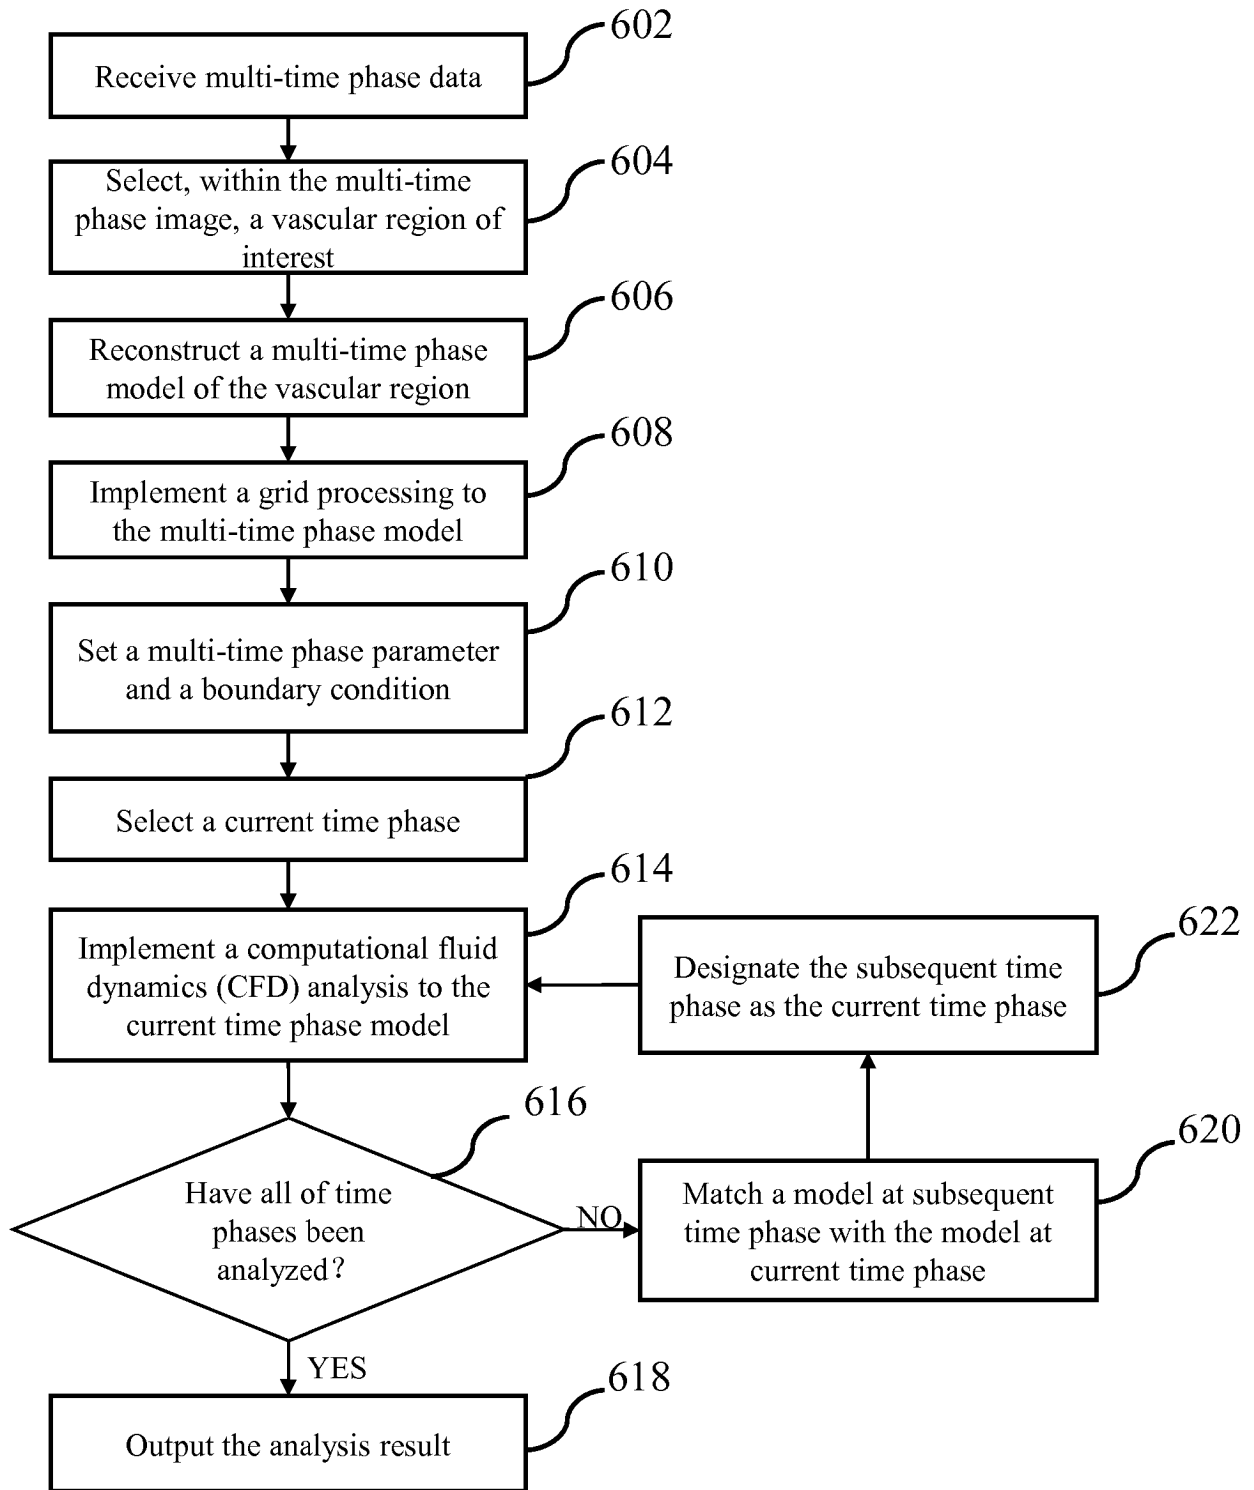 602
Receive multi-time phase data
604
Select, within the multi-time
phase image, a vascular region of
interest
606
Reconstruct a multi-time phase
model of the vascular region
608
Implement a grid processing to
the multi-time phase model
610
Set a multi-time phase parameter
and a boundary condition
612
Select a current time phase
614
Implement a computational fluid
dynamics (CFD) analysis to the
current time phase model
622
Designate the subsequent time
phase as the current time phase
616
Have all of time
phases been
analyzed?
NO
620
Match a model at subsequent
time phase with the model at
current time phase
YES
618
Output the analysis result